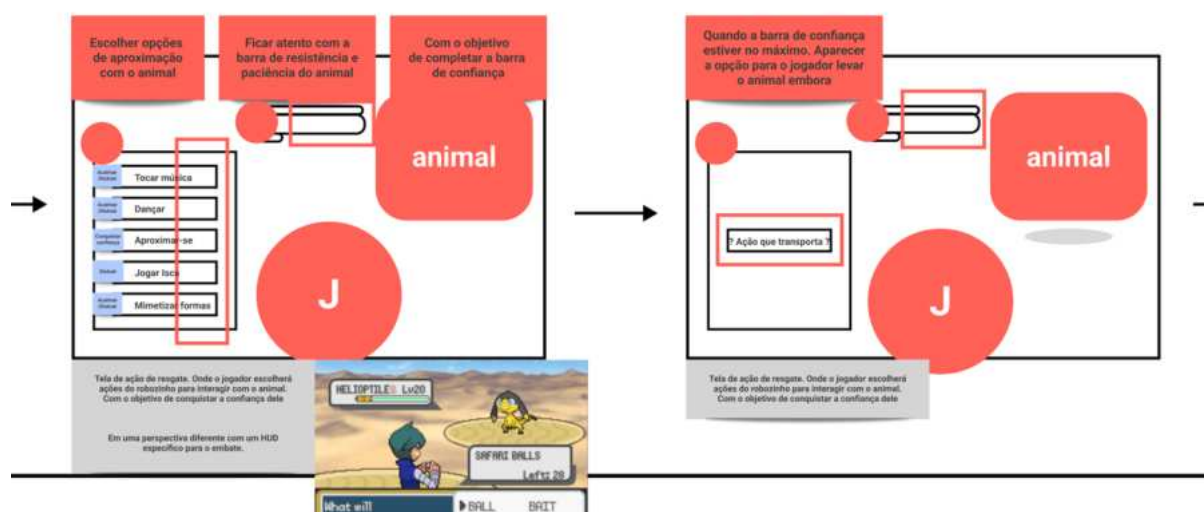 Escolher opções
de aproximação
com o animal
Ficar atento com a
barra de resistência e
paciência do animal
Com o objetivo
de completar a barra
de confiança
animal
Tocar música
Dançar
Aproximar-se
Jogar Isca
Mimetizar formas
J
Tela de ação de resgate. Onde o jogador escolherá
ações do robozinho para interagir com o animal.
Com o objetivo de conquistar a confiança dele
Em uma perspectiva diferente com um HUD
específico para o embate.
HELIOPTILE Lv20
SAFARI BALLS
Left: 28
What will
BALL BAIT
Quando a barra de confiança
estiver no máximo. Aparecer
a opção para o jogador levar
o animal embora
animal
? Ação que transporta ?
J
Tela de ação de resgate. Onde o jogador escolherá
ações do robozinho para interagir com o animal.
Com o objetivo de conquistar a confiança dele